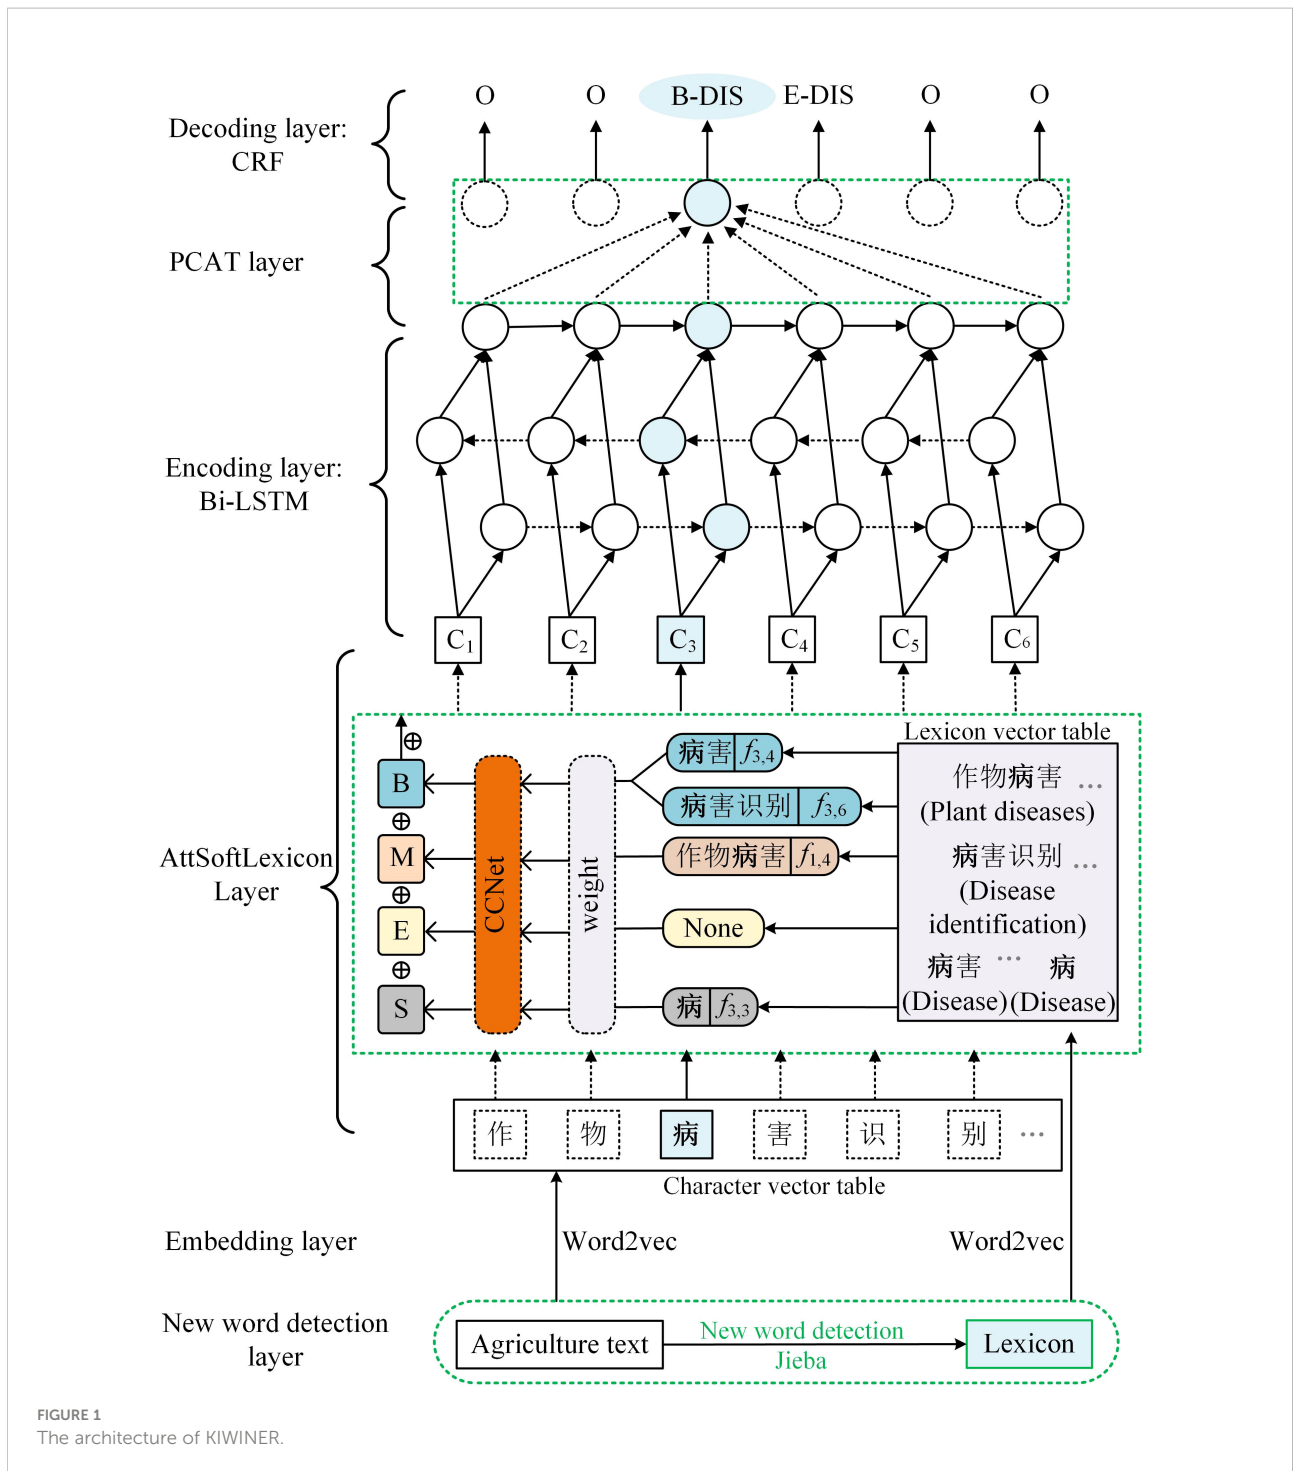 O O B-DIS E-DIS O O
Decoding layer:
CRF
PCAT layer
Encoding layer:
Bi-LSTM
C1 C2 C3 C4 C5 C6
AttSoftLexicon
Layer
⊕
B
⊕
M
⊕
E
⊕
S
CCNet
weight
病害 f3,4
病害识别 f3,6
作物病害 f1,4
None
病 f3,3
Lexicon vector table
作物病害 ...
(Plant diseases)
病害识别 ...
(Disease
identification)
病害 ... 病
(Disease)(Disease)
作 物 病 害 识 别 ...
Character vector table
Embedding layer
Word2vec Word2vec
New word detection
layer
Agriculture text
New word detection
Jieba
Lexicon
FIGURE 1
The architecture of KIWINER.